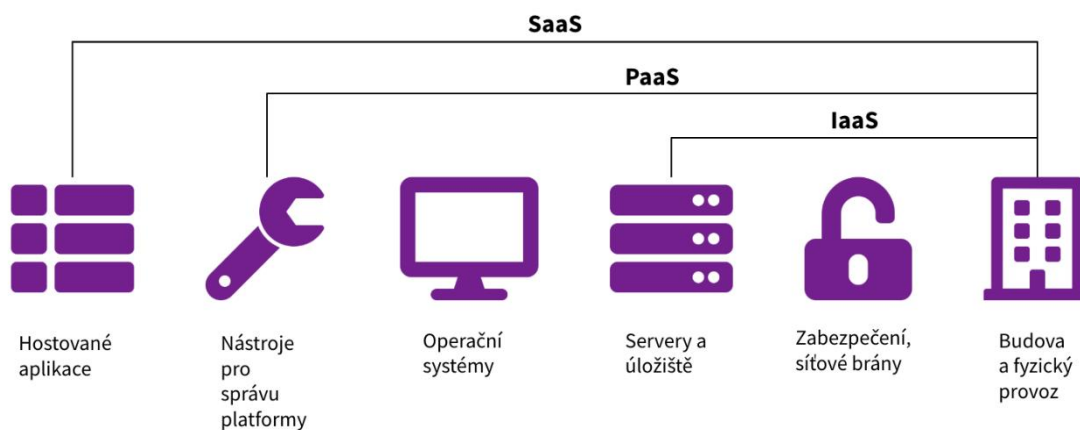 SaaS
PaaS
IaaS
Hostované
aplikace
Nástroje
pro
správu
platformy
Operační
systémy
Servery a
úložiště
Zabezpečení,
síťové brány
Budova
a fyzický
provoz